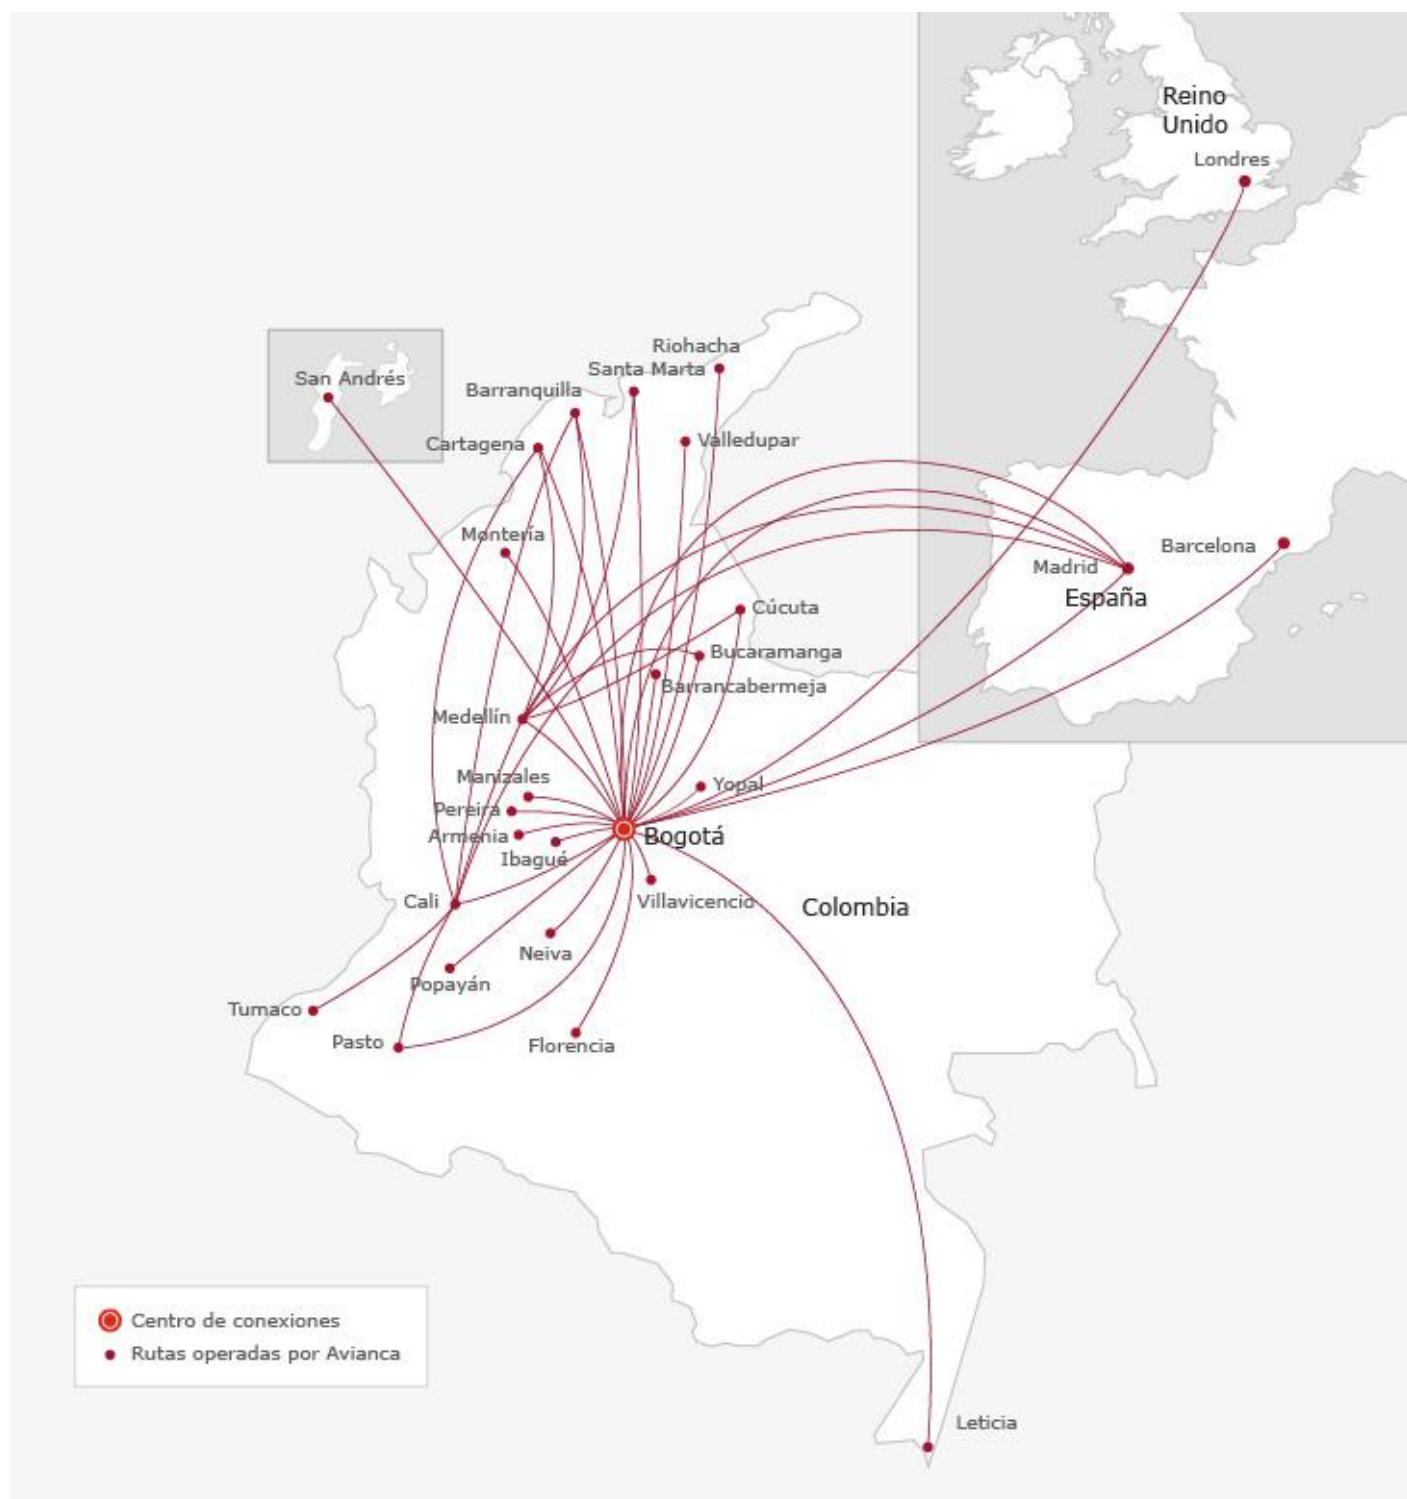 Reino
Unido
Londres
Riohacha
Santa Marta
San Andrés
Barranquilla
Cartagena
Valledupar
Montería
Barcelona
Madrid
España
Cúcuta
Bucaramanga
Barrancabermeja
Medellín
Manizales
Yopal
Pereira
Armenia
Bogotá
Ibagué
Cali
Villavicencio
Colombia
Neiva
Popayán
Tumaco
Pasto
Florencia
Centro de conexiones
Rutas operadas por Avianca
Leticia